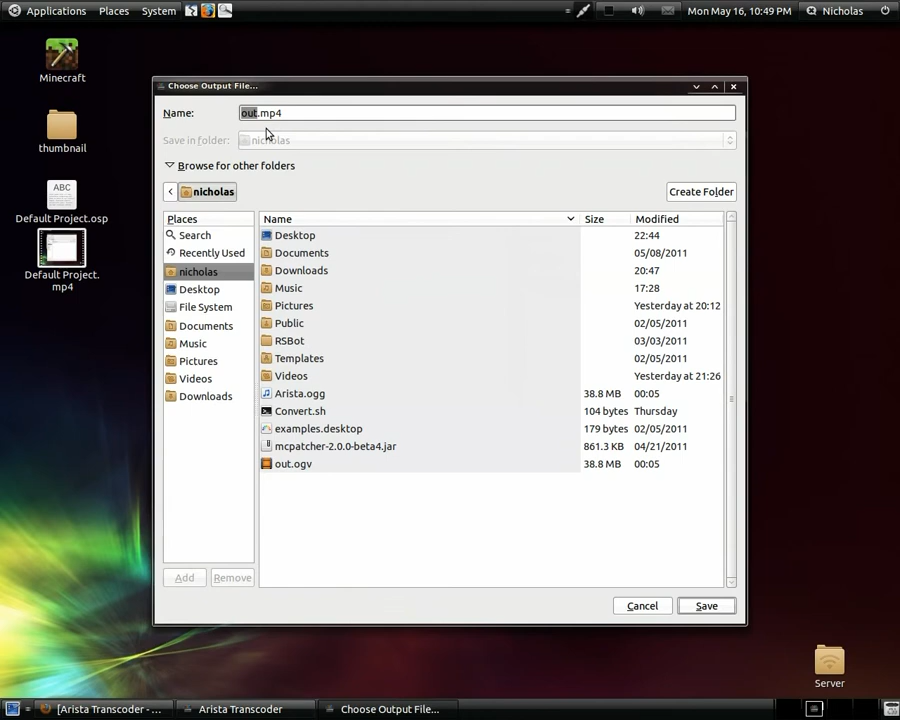 Applications Places System Mon May 16, 10:49 PM Nicholas
Minecraft
thumbnail
ABC
Default Project.osp
Default Project.
mp4
Choose Output File...
Name: out.mp4
Save in folder: nicholas
Browse for other folders
nicholas Create Folder
Places
Search
Recently Used
nicholas
Desktop
File System
Documents
Music
Pictures
Videos
Downloads
Name Size Modified
Desktop 22:44
Documents 05/08/2011
Downloads 20:47
Music 17:28
Pictures Yesterday at 20:12
Public 02/05/2011
RSBot 03/03/2011
Templates 02/05/2011
Videos Yesterday at 21:26
Arista.ogg 38.8 MB 00:05
Convert.sh 104 bytes Thursday
examples.desktop 179 bytes 02/05/2011
mcpatcher-2.0.0-beta4.jar 861.3 KB 04/21/2011
out.ogv 38.8 MB 00:05
Add Remove
Cancel Save
Server
[Arista Transcoder - ... Arista Transcoder Choose Output File...